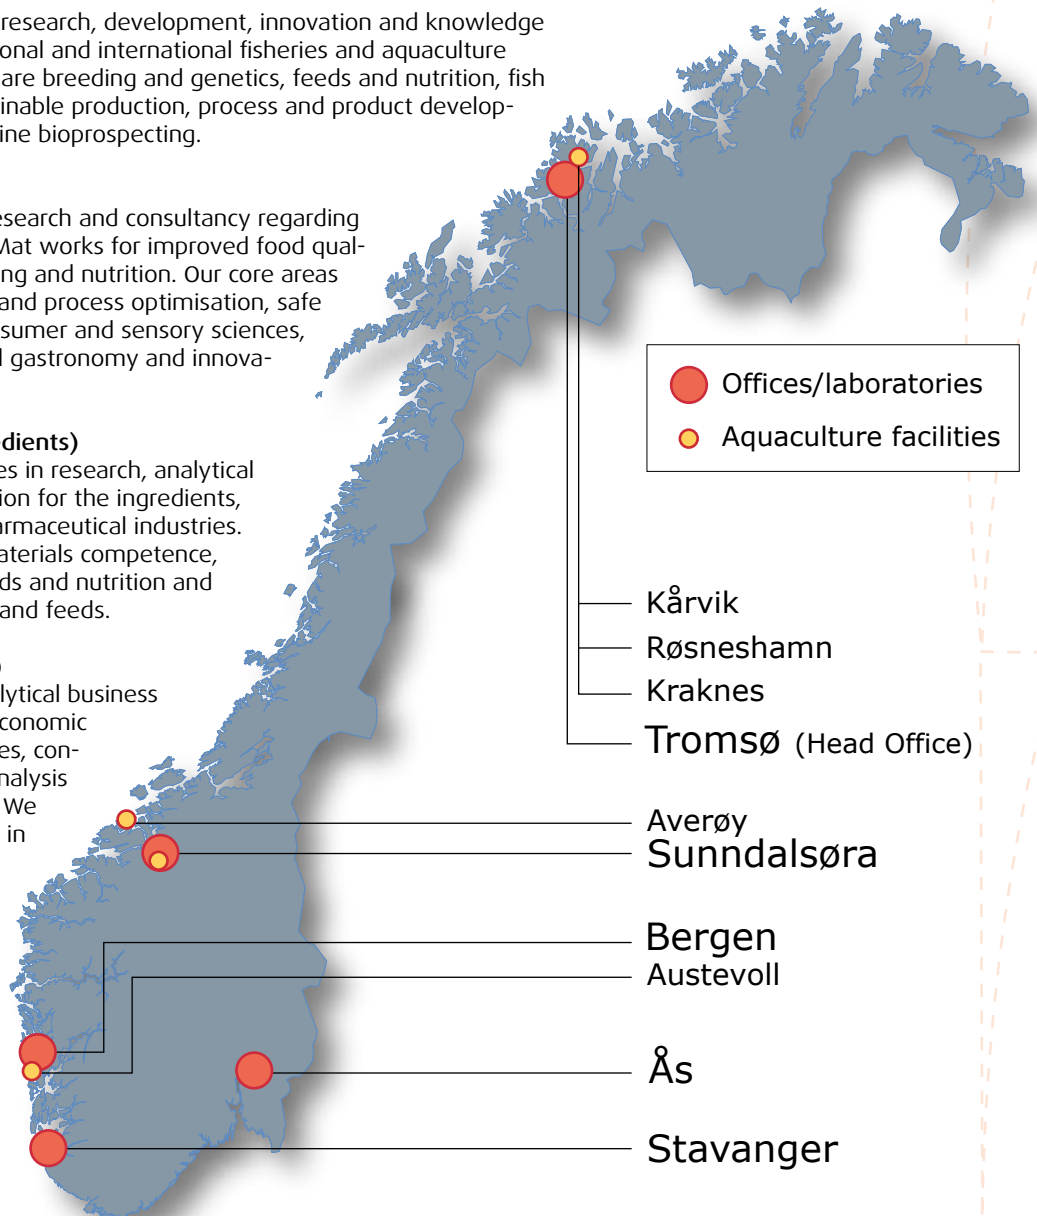 research, development, innovation and knowledge
onal and international fisheries and aquaculture
are breeding and genetics, feeds and nutrition, fish
inable production, process and product develop-
ine bioprospecting.
esearch and consultancy regarding
Mat works for improved food qual-
ng and nutrition. Our core areas
and process optimisation, safe
sumer and sensory sciences,
l gastronomy and innova-
edients)
es in research, analytical
ion for the ingredients,
armaceutical industries.
aterials competence,
ds and nutrition and
and feeds.
)
lytical business
conomic
es, con-
nalysis
We
in
Offices/laboratories
Aquaculture facilities
Kårvik
Røsneshamn
Kraknes
Tromsø (Head Office)
Averøy
Sunndalsøra
Bergen
Austevoll
Ås
Stavanger